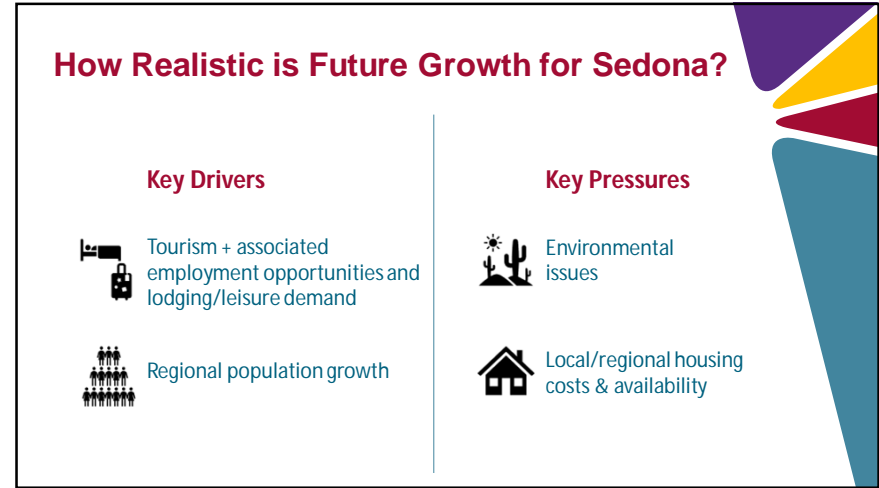 How Realistic is Future Growth for Sedona?
Key Drivers
Tourism + associated
employment opportunities and
lodging/leisure demand
Regional population growth
Key Pressures
Environmental
issues
Local/regional housing
costs & availability